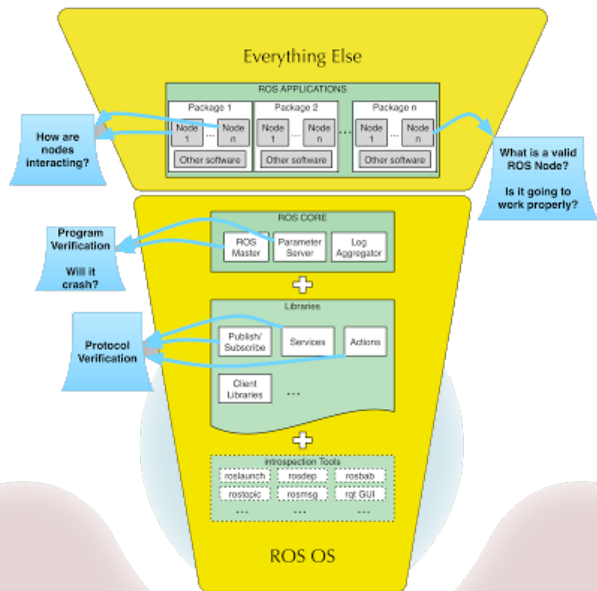 Everything Else
ROS APPLICATIONS
Package 1
Package 2
Package n
Node 1
...
Node n
Node 1
...
Node n
...
Node 1
...
Node n
Other software
Other software
Other software
How are
nodes
interacting?
What is a valid
ROS Node?
Is it going to
work properly?
ROS CORE
ROS
Master
Parameter
Server
Log
Aggregator
Program
Verification
Will it
crash?
Libraries
Publish/
Subscribe
Services
Actions
Protocol
Verification
Client
Libraries
...
introspection Tools
roslaunch
rosdep
rosbab
rostopic
rosmsg
rqt GUI
...
...
...
ROS OS